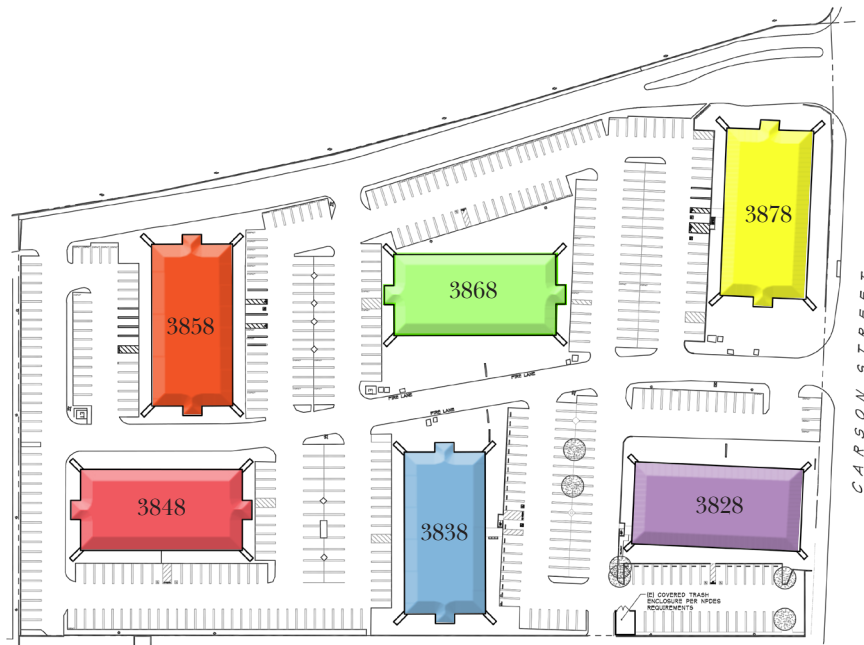 3878
3868
3858
CARSON STREET
FIRE LANE
FIRE LANE
FIRE LANE
3848
3838
3828
(E) COVERED TRASH
ENCLOSURE PER NPDES
REQUIREMENTS